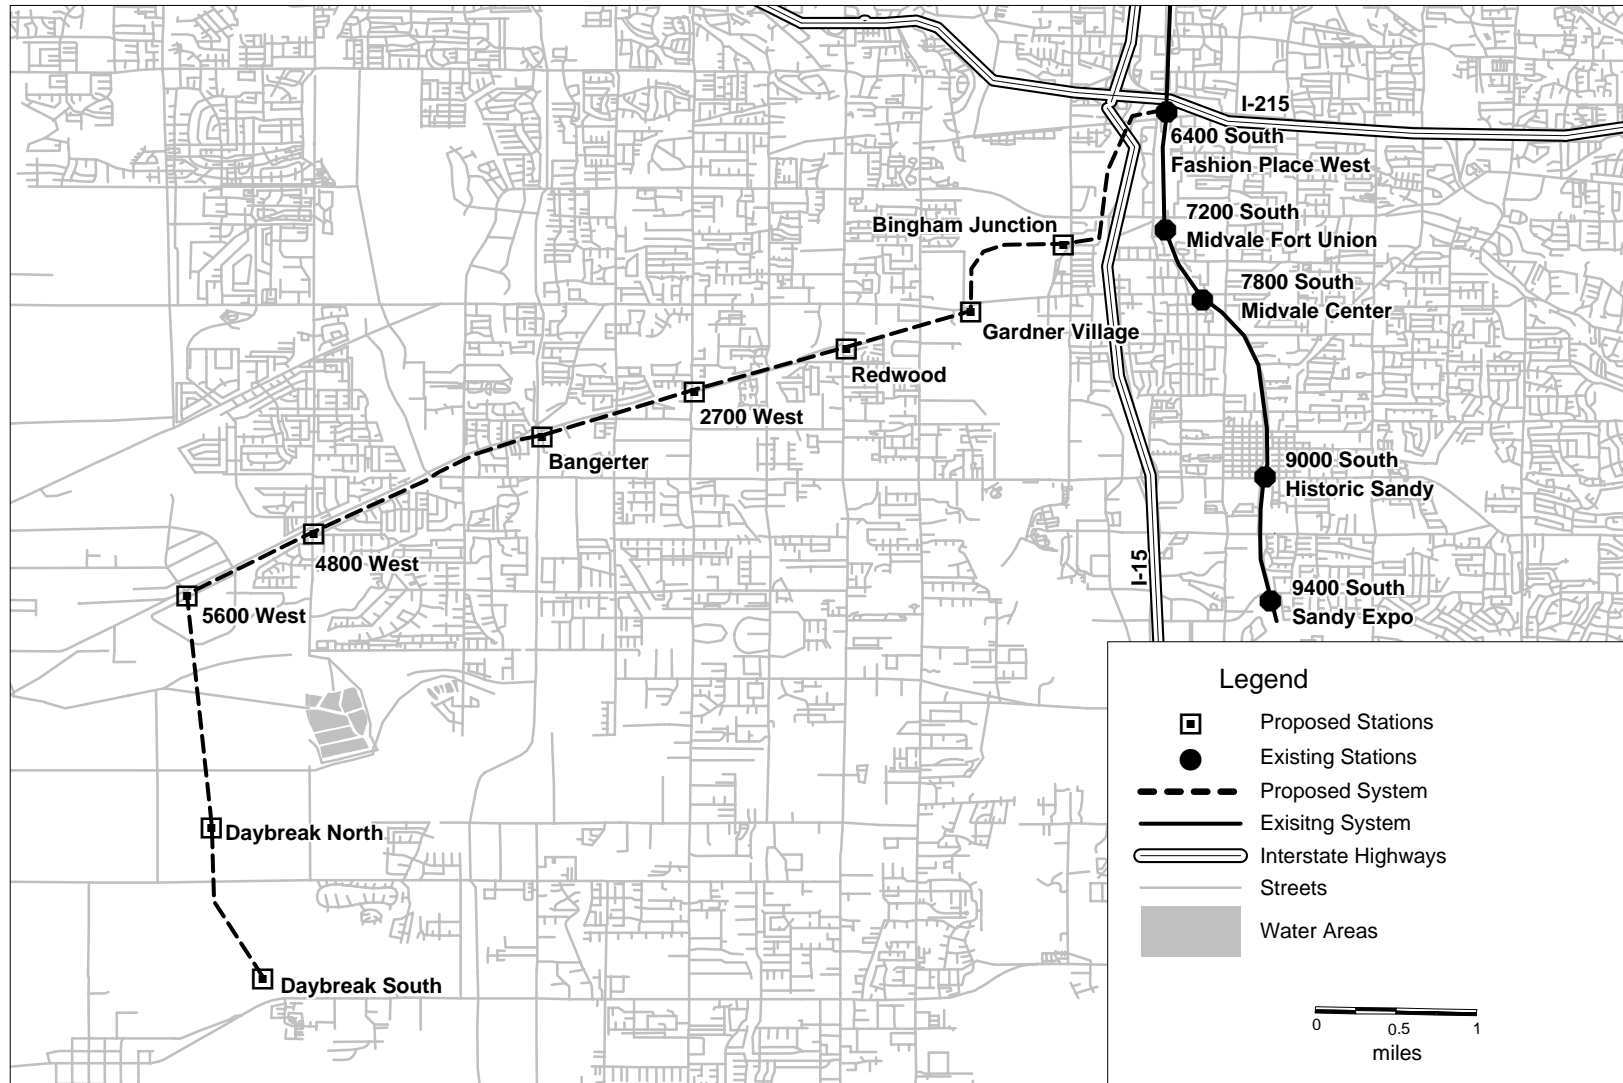 I-215
6400 South
Fashion Place West
7200 South
Midvale Fort Union
Bingham Junction
7800 South
Midvale Center
Gardner Village
Redwood
2700 West
Bangerter
9000 South
Historic Sandy
4800 West
I-15
9400 South
Sandy Expo
5600 West
Daybreak North
Daybreak South
Legend
Proposed Stations
Existing Stations
Proposed System
Exisitng System
Interstate Highways
Streets
Water Areas
0 0.5 1
miles